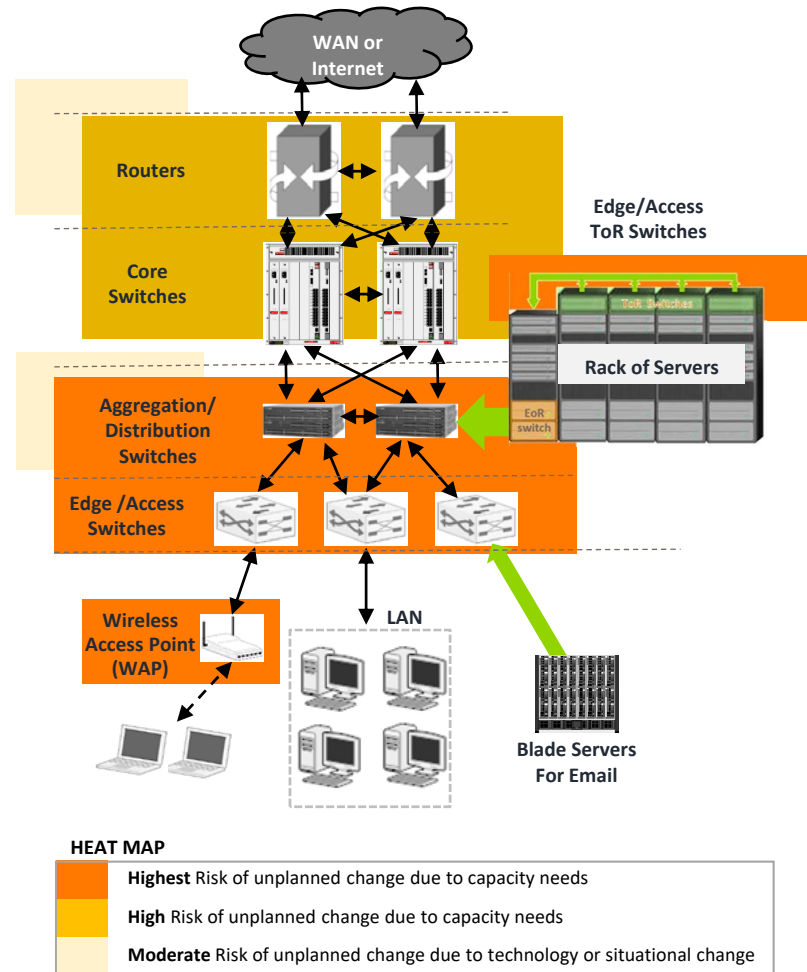 WAN or
Internet
Routers
Edge/Access
ToR Switches
Core
Switches
ToR Switches
Rack of Servers
Aggregation/
Distribution
Switches
EoR
switch
Edge /Access
Switches
Wireless
Access Point
(WAP)
LAN
Blade Servers
For Email
HEAT MAP
Highest Risk of unplanned change due to capacity needs
High Risk of unplanned change due to capacity needs
Moderate Risk of unplanned change due to technology or situational change